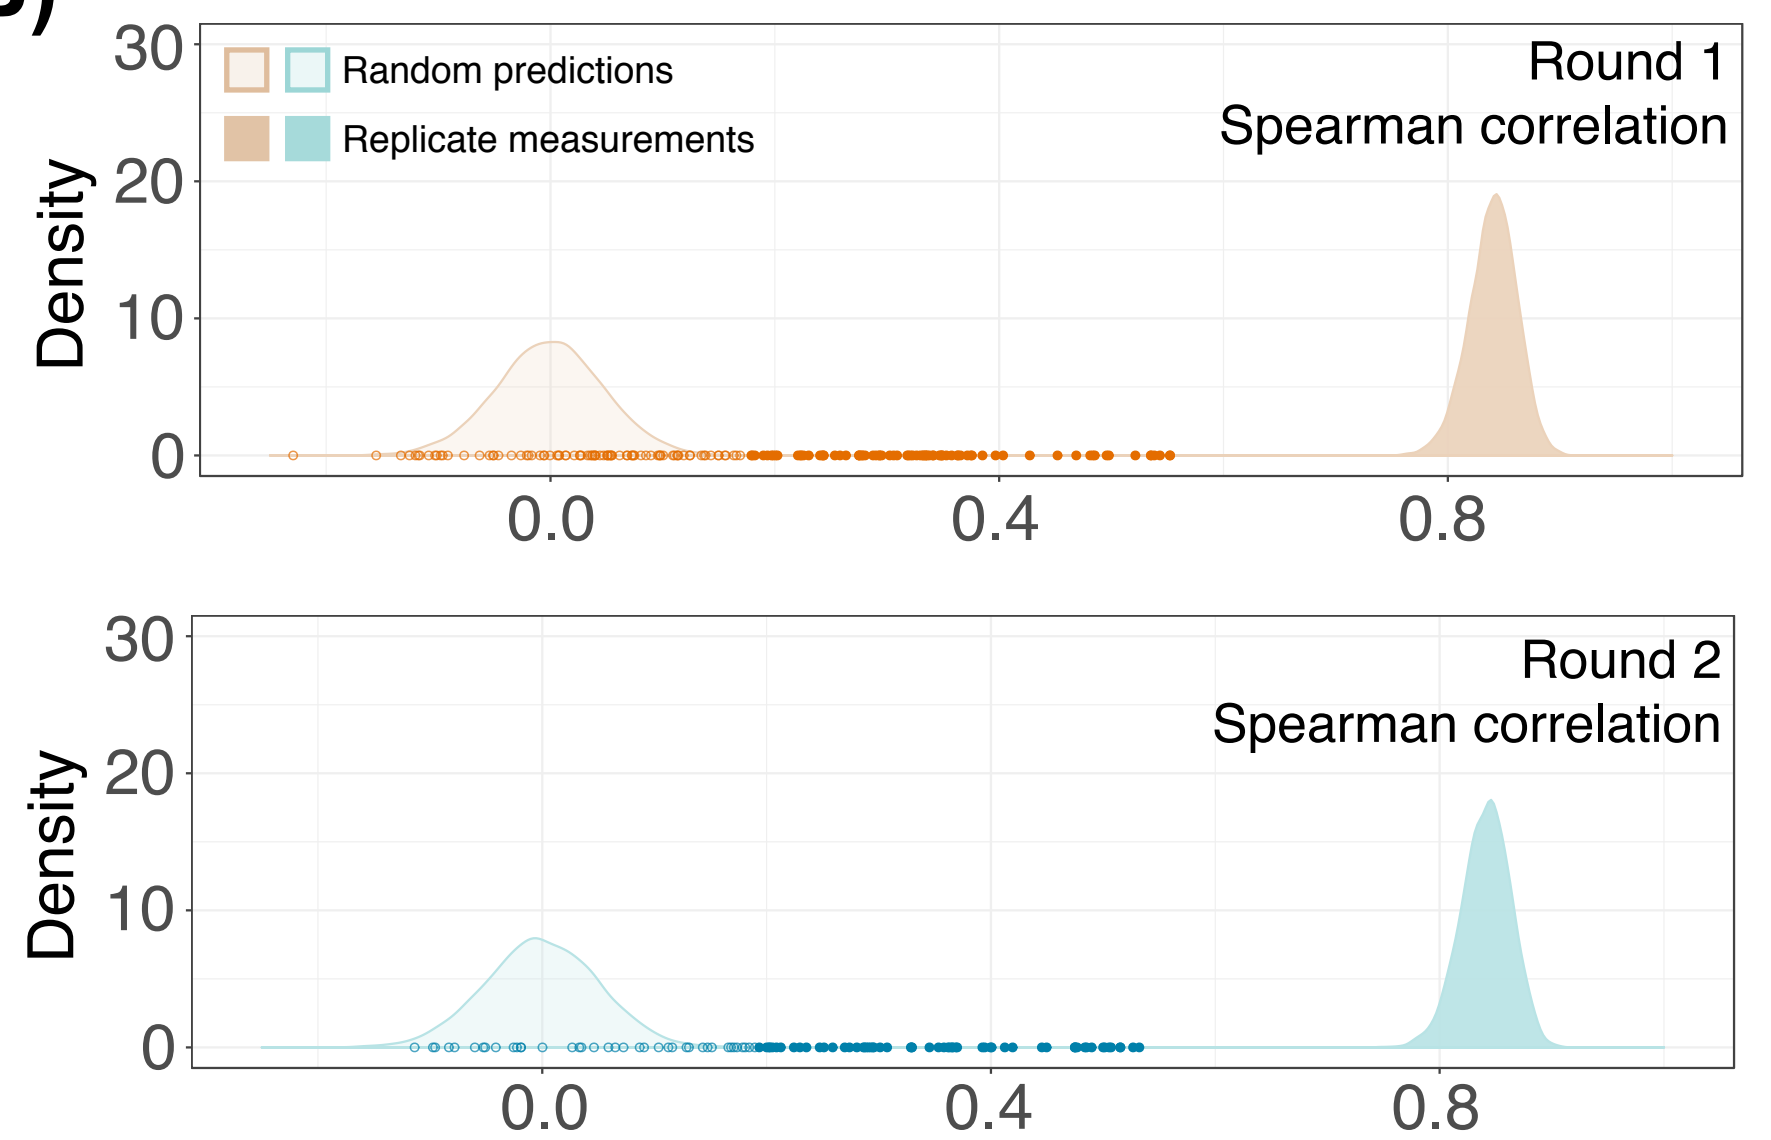 30
Random predictions
Round 1
Replicate measurements
Spearman correlation
20
Density
10
0
0.0
0.4
0.8
30
Round 2
Spearman correlation
20
Density
10
0
0.0
0.4
0.8